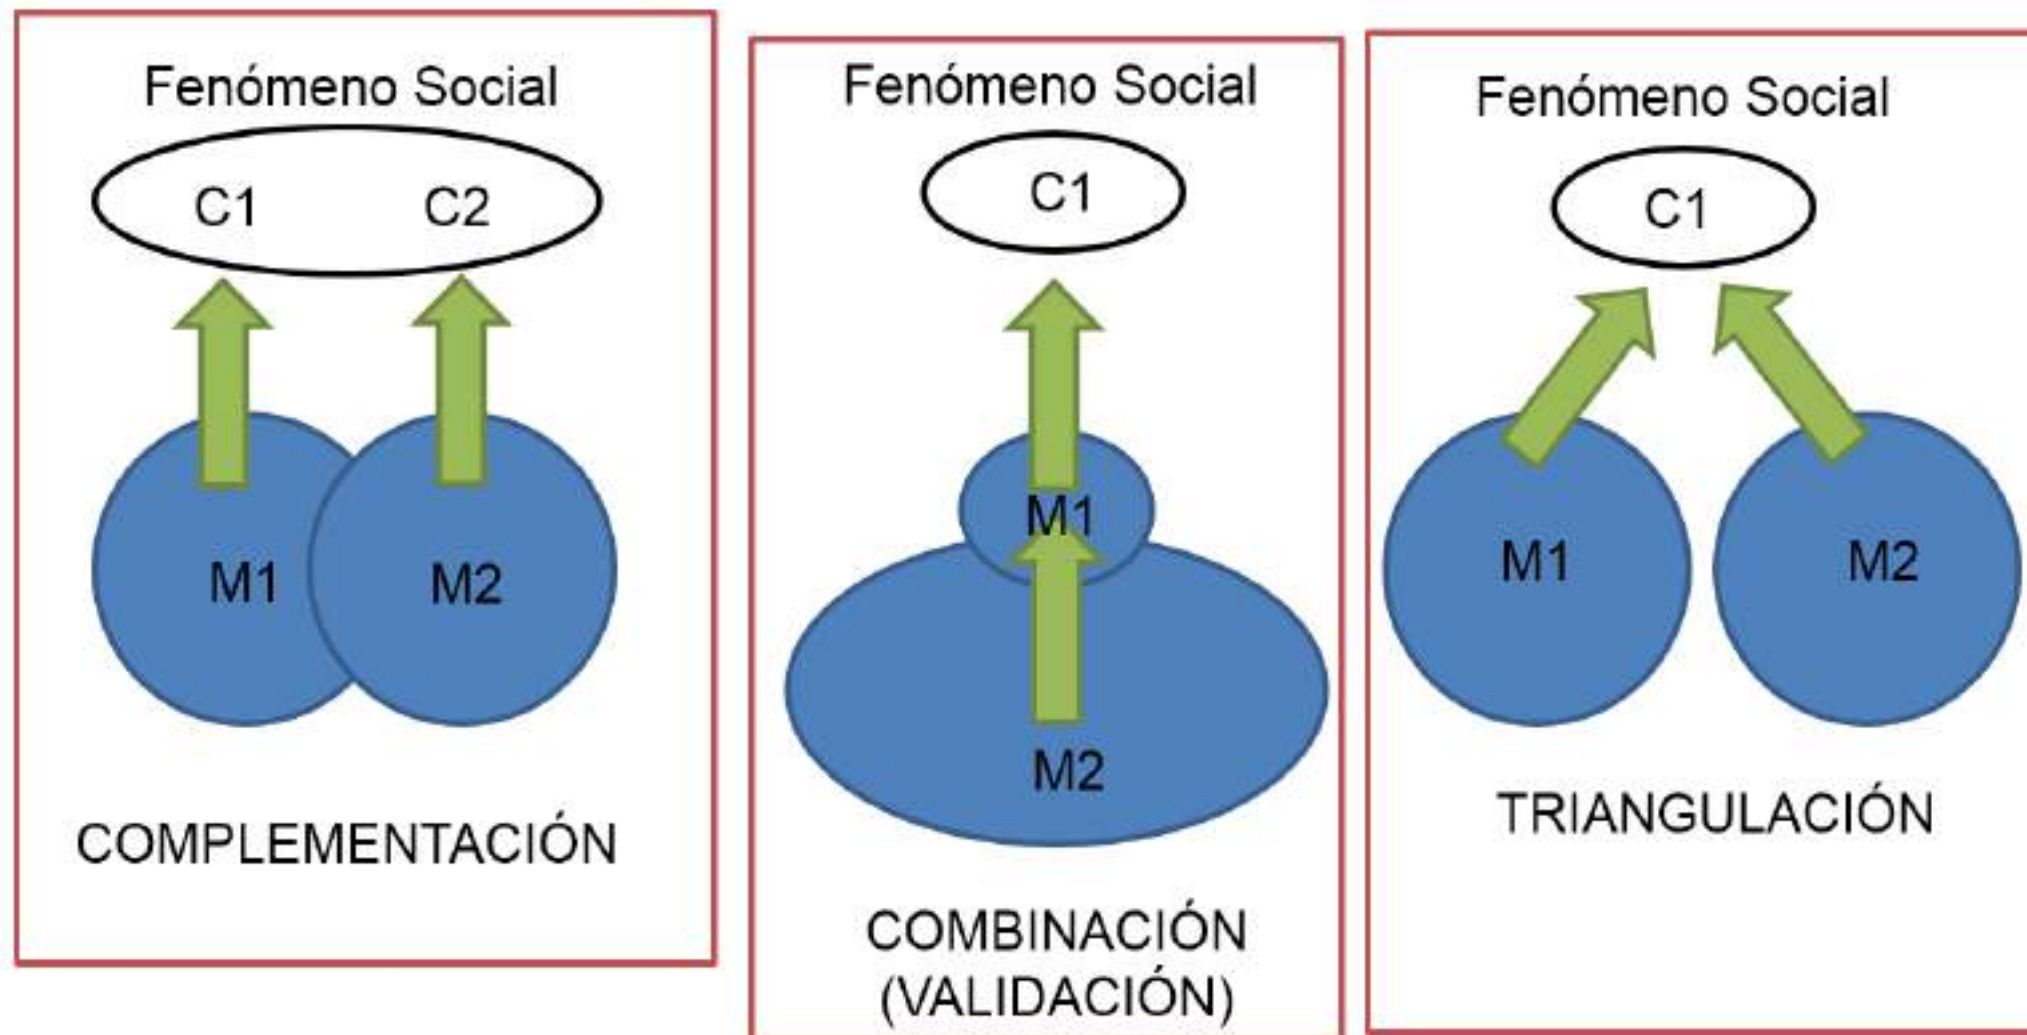 Fenómeno Social
C1 C2
M1 M2
COMPLEMENTACIÓN
Fenómeno Social
C1
M1
M2
COMBINACIÓN
(VALIDACIÓN)
Fenómeno Social
C1
M1 M2
TRIANGULACIÓN